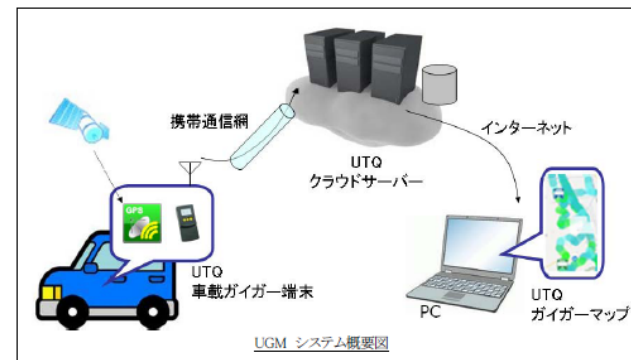 携帯通信網
インターネット
UTQ
クラウドサーバー
GPS
UTQ
車載ガイガー端末
PC
UTQ
ガイガーマップ
UGM システム概要図